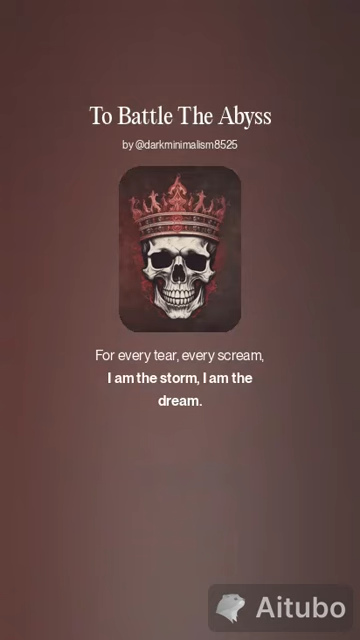 To Battle The Abyss
by @darkminimalism8525
For every tear, every scream,
I am the storm, I am the
dream.
Aitubo